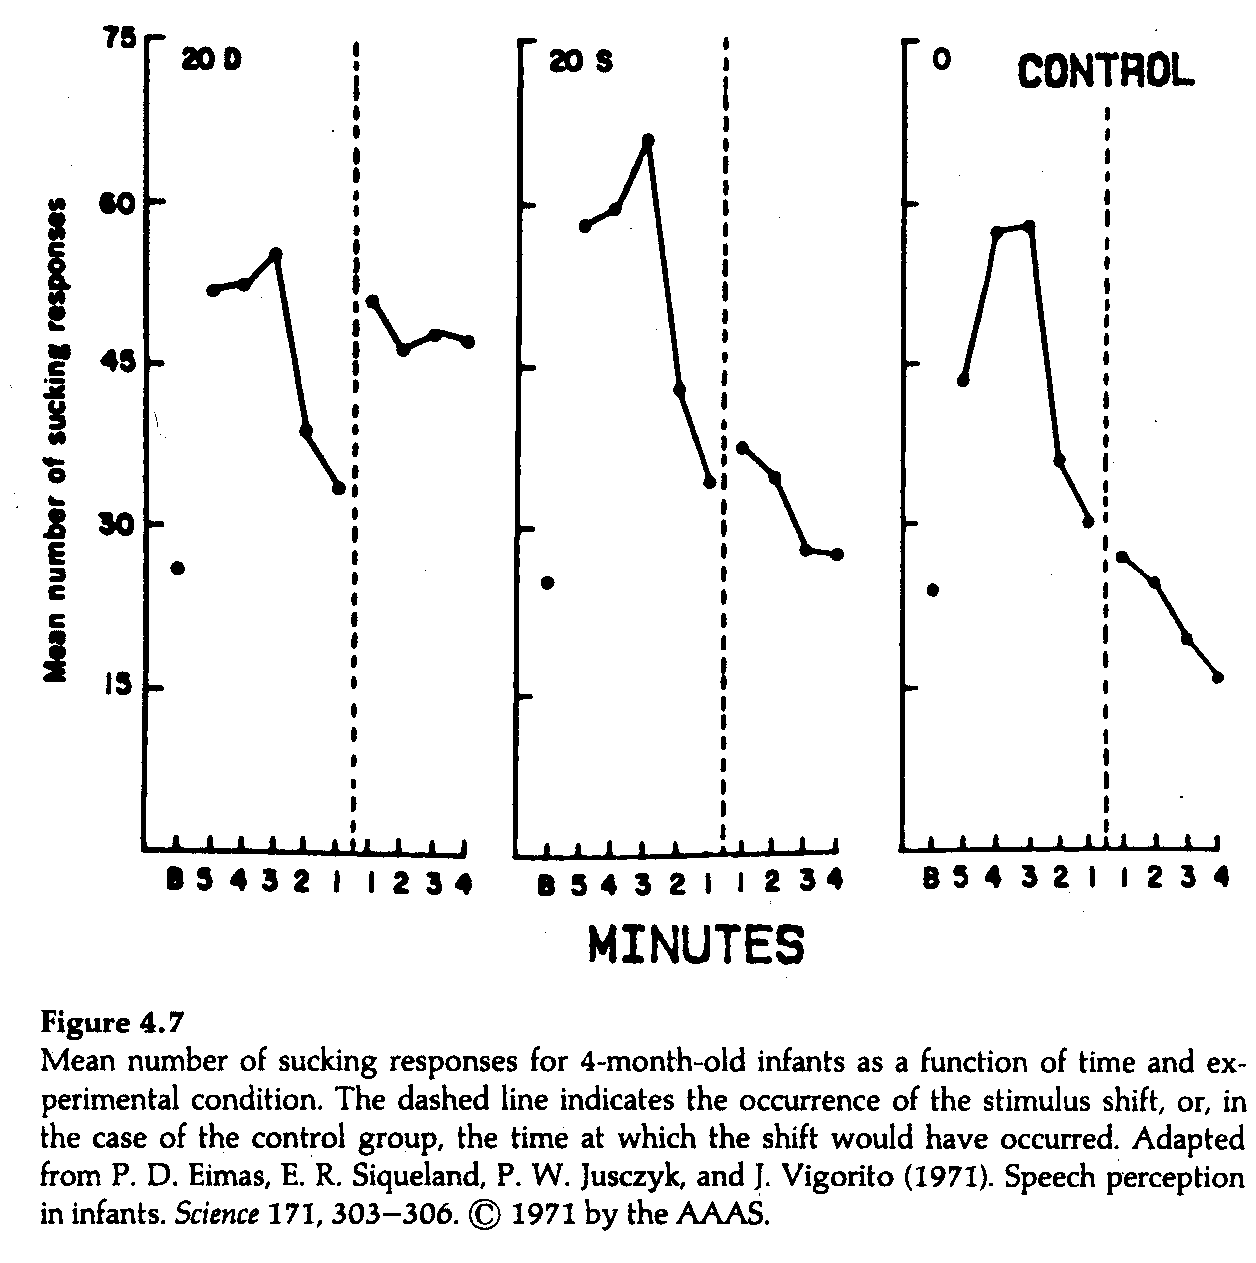 75
20 D
20 S
0
CONTROL
60
45
30
15
Mean number of sucking responses
B 5 4 3 2 1 1 2 3 4
B 5 4 3 2 1 1 2 3 4
B 5 4 3 2 1 1 2 3 4
MINUTES
Figure 4.7
Mean number of sucking responses for 4-month-old infants as a function of time and ex-
perimental condition. The dashed line indicates the occurrence of the stimulus shift, or, in
the case of the control group, the time at which the shift would have occurred. Adapted
from P. D. Eimas, E. R. Siqueland, P. W. Jusczyk, and J. Vigorito (1971). Speech perception
in infants. Science 171, 303–306. © 1971 by the AAAS.